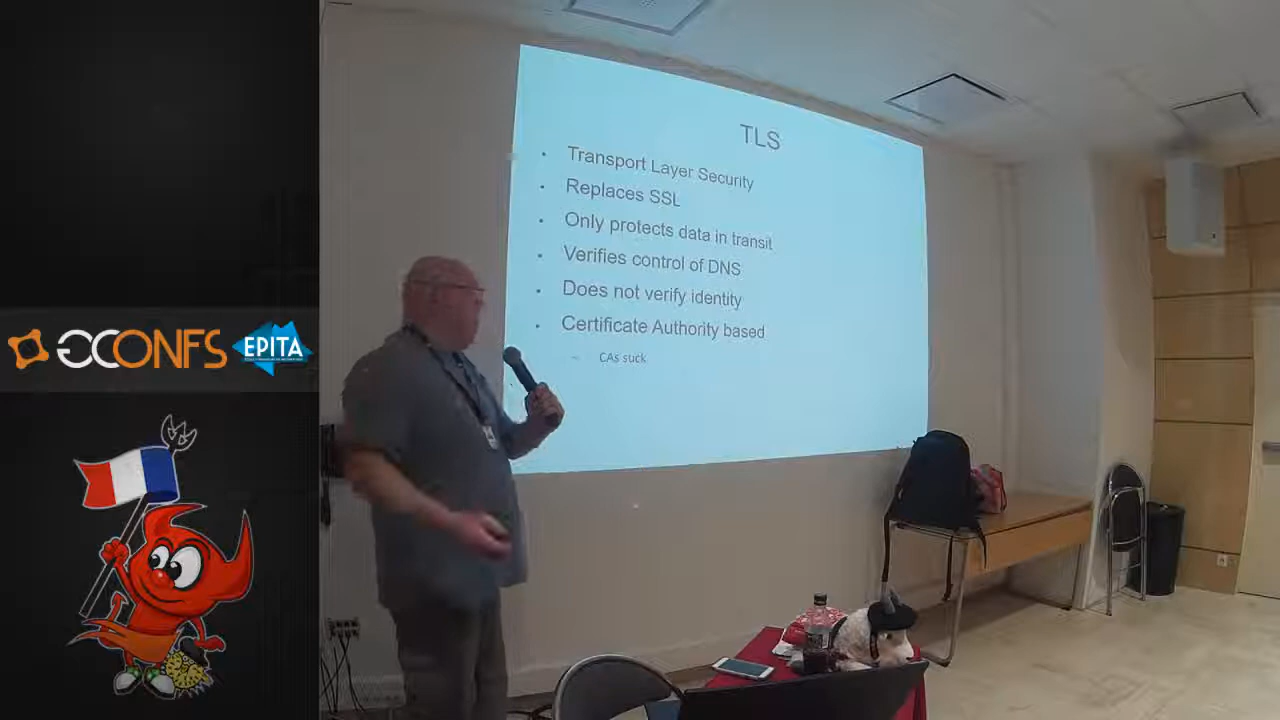 GCONFS
EPITA
TLS
Transport Layer Security
Replaces SSL
Only protects data in transit
Verifies control of DNS
Does not verify identity
Certificate Authority based
CAs suck